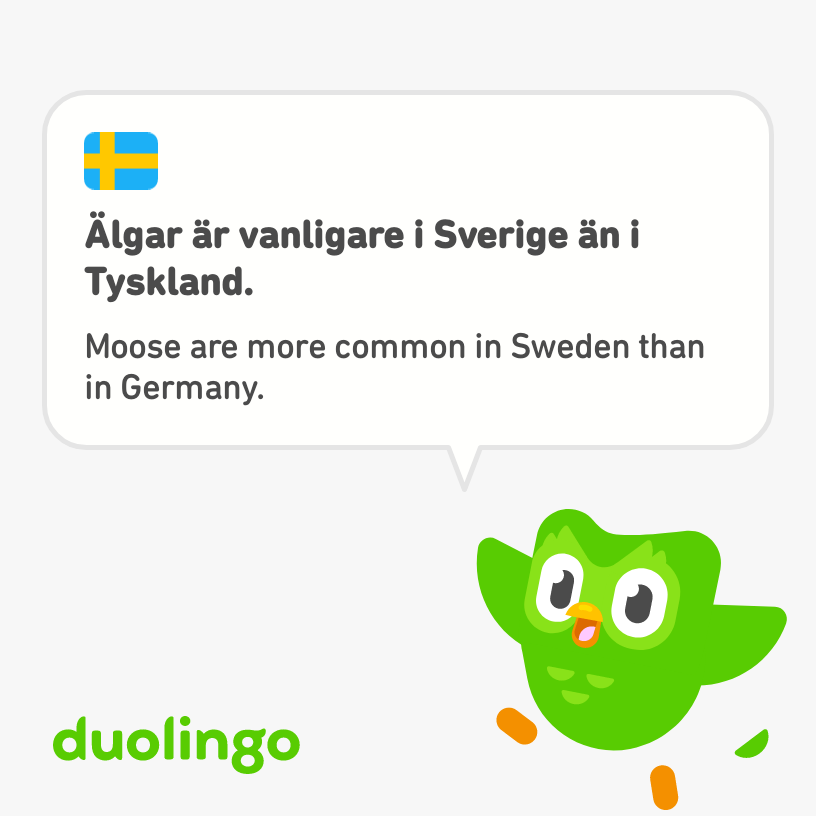 Älgar är vanligare i Sverige än i
Tyskland.
Moose are more common in Sweden than
in Germany.
duolingo